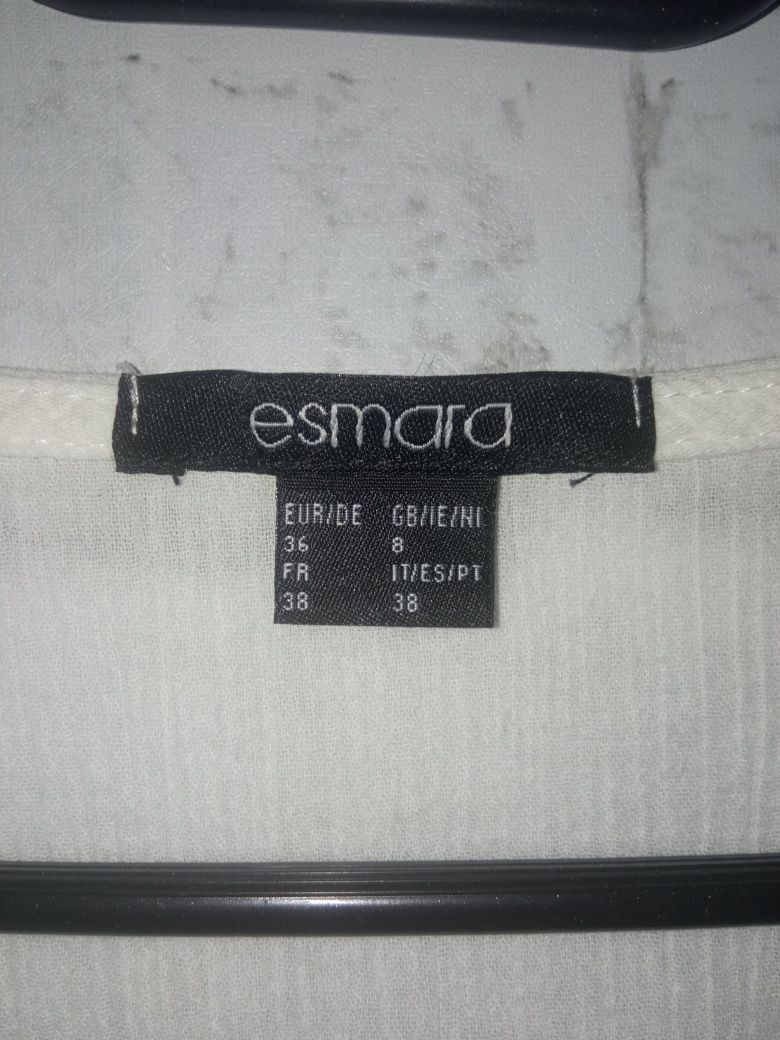 esmara
EUR/DE GB/IE/NI
36 8
FR IT/ES/PT
38 38